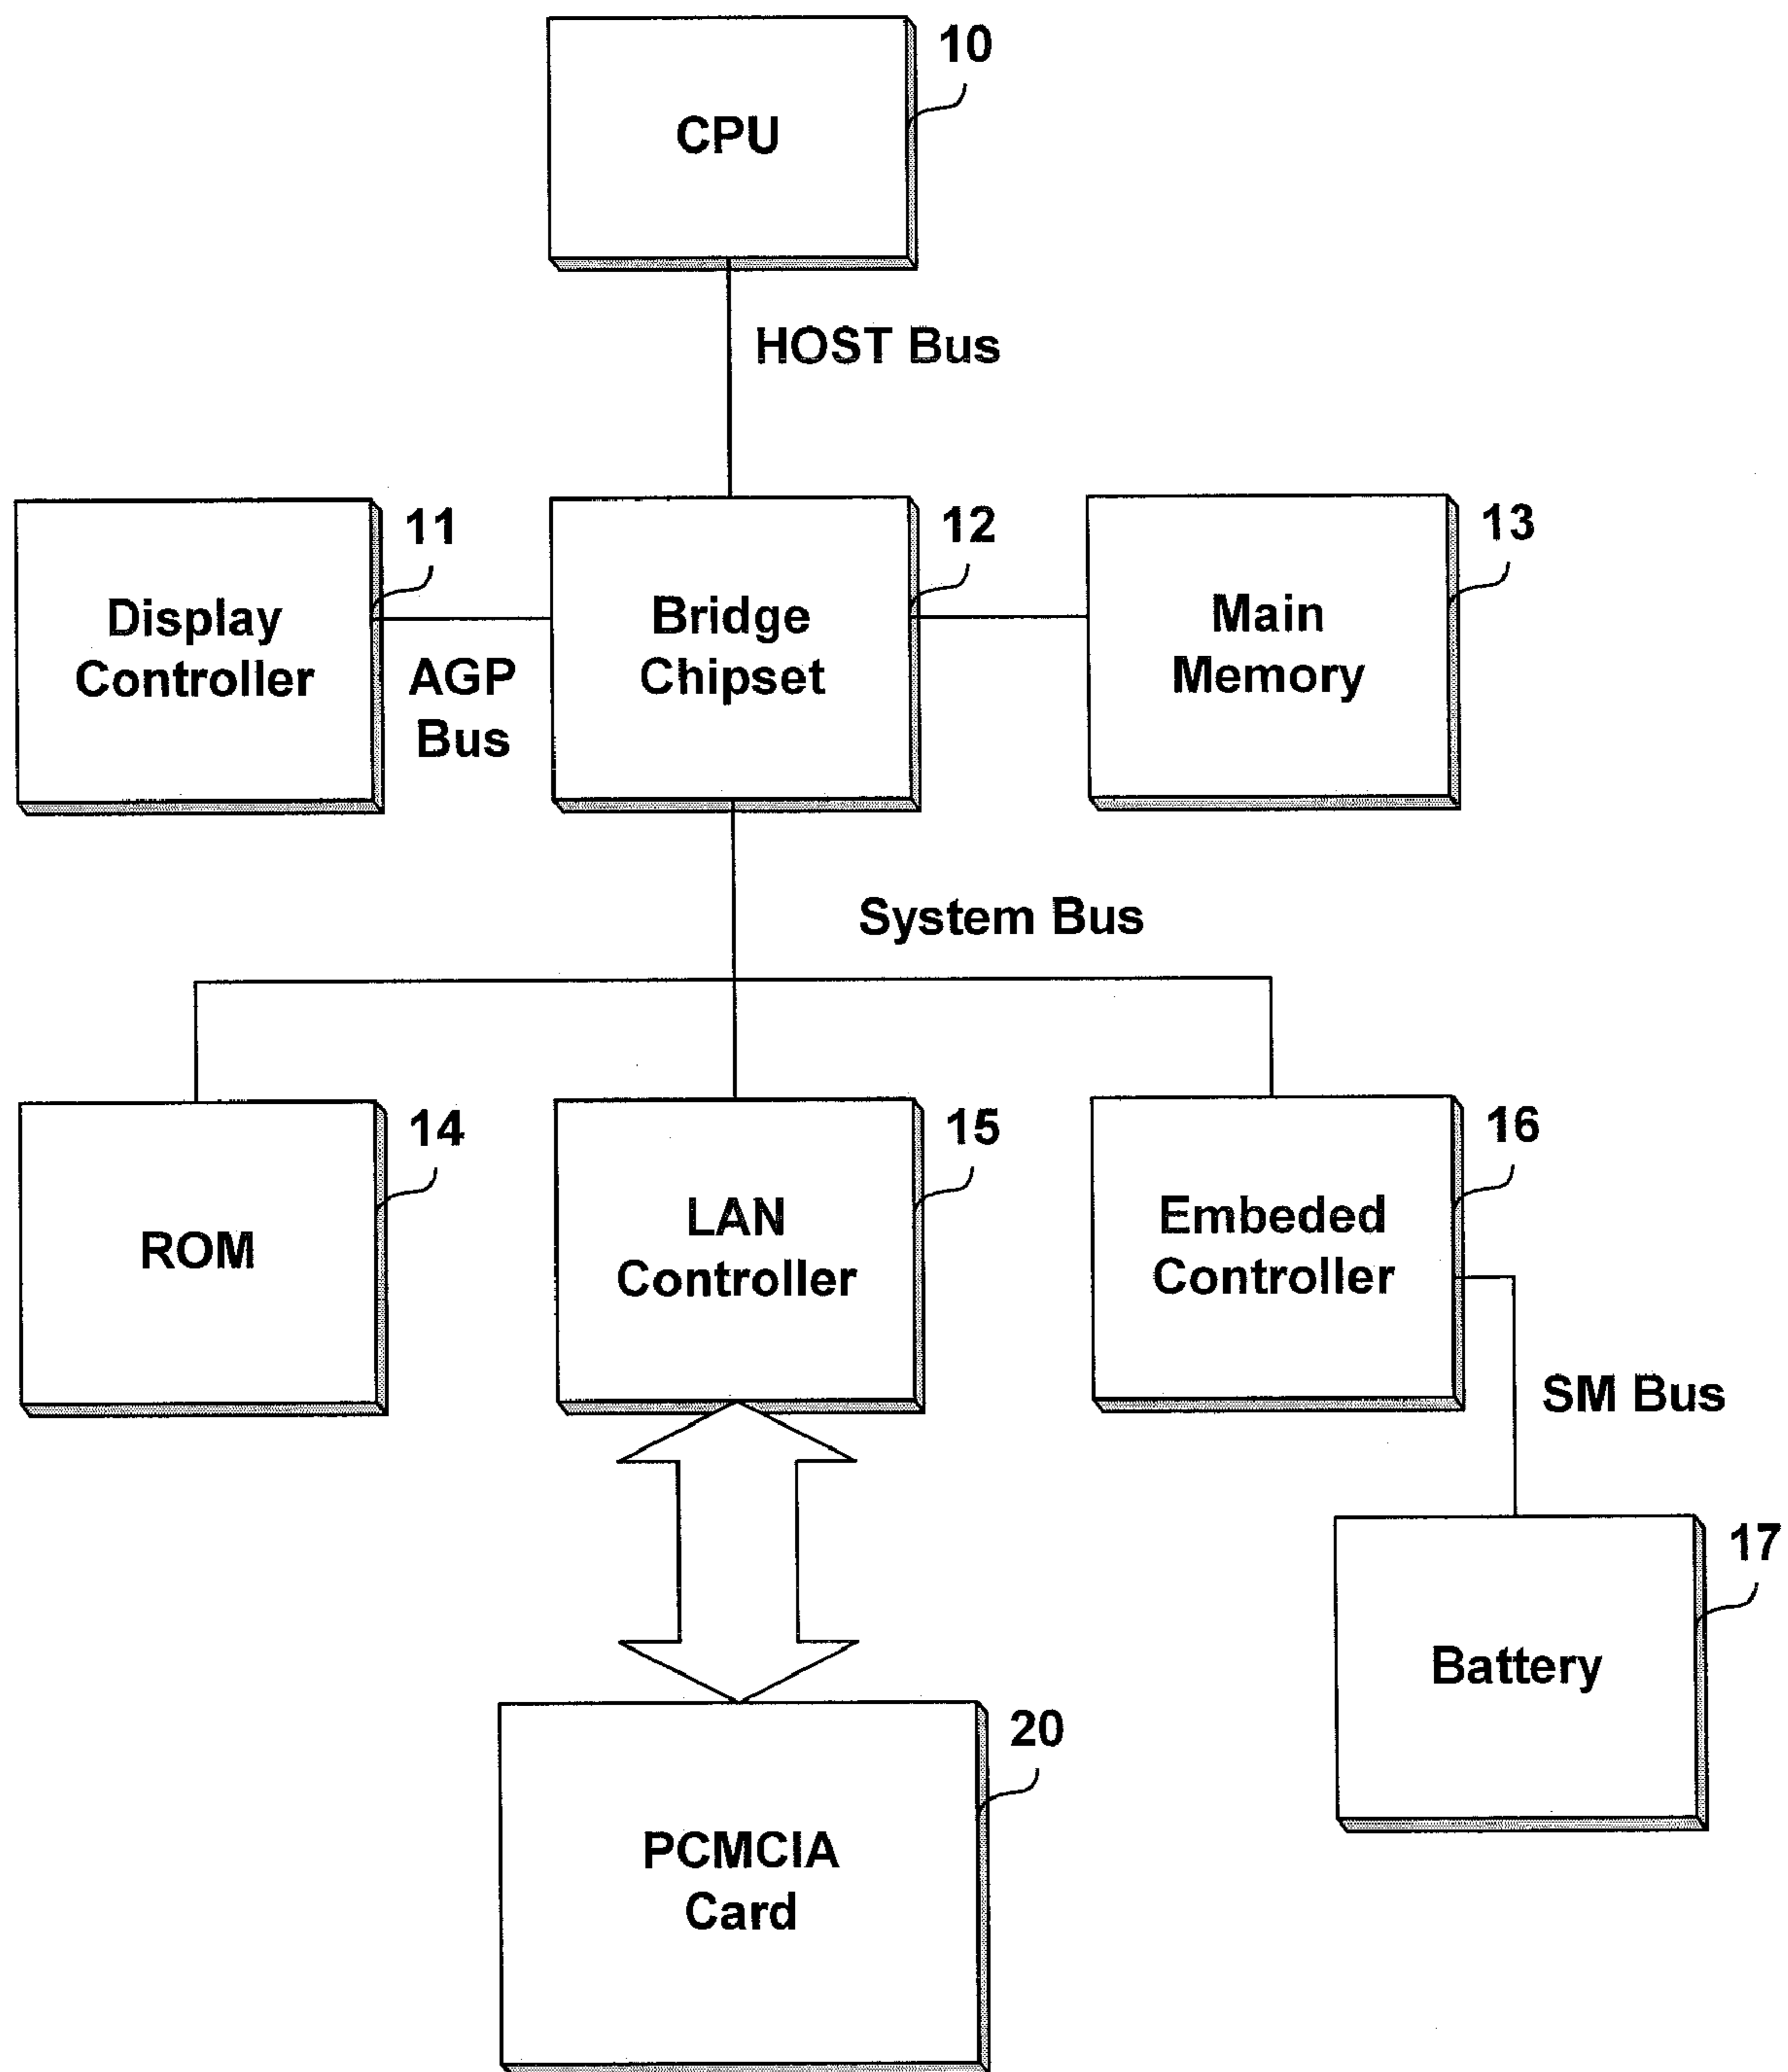 10
CPU
HOST Bus
11
12
13
Display
Controller
AGP
Bus
Bridge
Chipset
Main
Memory
System Bus
14
15
16
ROM
LAN
Controller
Embeded
Controller
SM Bus
17
Battery
20
PCMCIA
Card